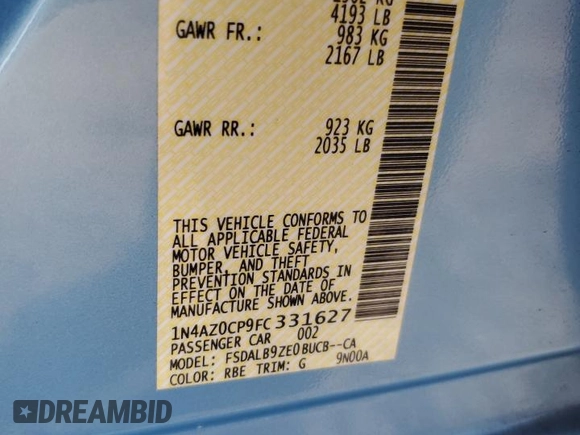 4193 LB
GAWR FR.: 983 KG
2167 LB
GAWR RR.: 923 KG
2035 LB
THIS VEHICLE CONFORMS TO
ALL APPLICABLE FEDERAL
MOTOR VEHICLE SAFETY,
BUMPER, AND THEFT
PREVENTION STANDARDS IN
EFFECT ON THE DATE OF
MANUFACTURE SHOWN ABOVE.
1N4AZ0CP9FC331627
PASSENGER CAR 002
MODEL: FSDALB9ZE0BUCB--CA
COLOR: RBE TRIM: G 9N00A
DREAMBID